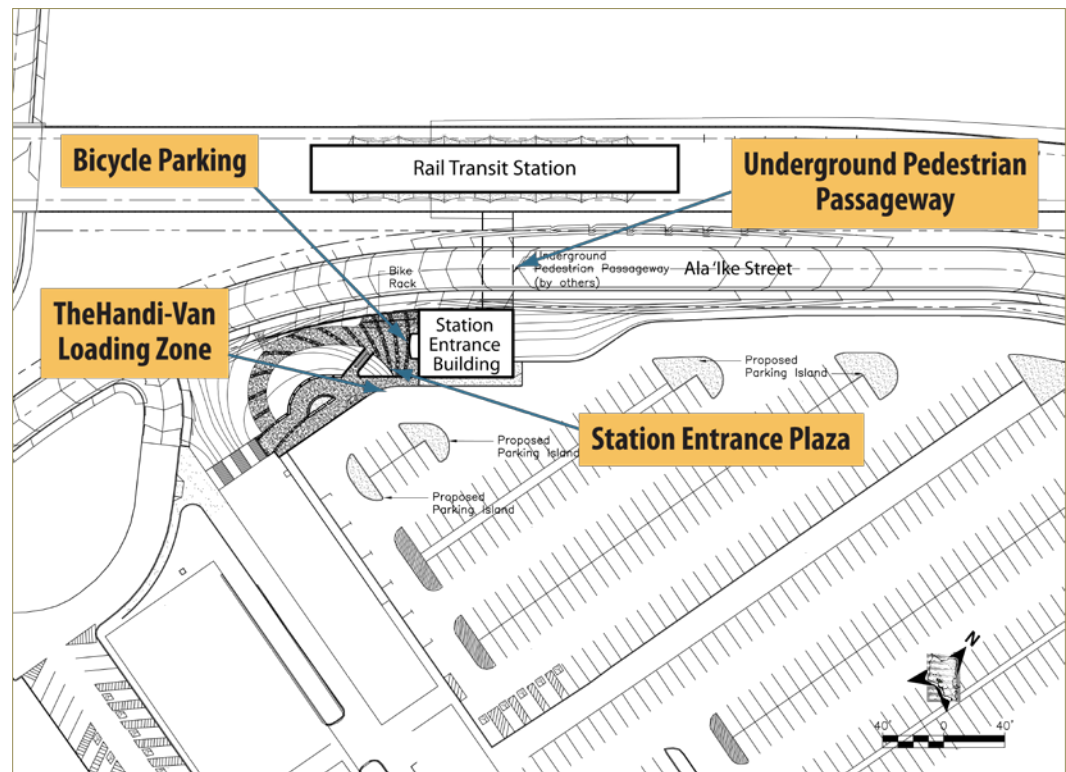 Bicycle Parking
Rail Transit Station
Underground Pedestrian
Passageway
Underground
Pedestrian Passageway
(by others)
Ala 'Ike Street
Bike
Rack
TheHandi-Van
Loading Zone
Station
Entrance
Building
Proposed
Parking Island
Station Entrance Plaza
Proposed
Parking Island
Proposed
Parking Island
N
40'
0
40'